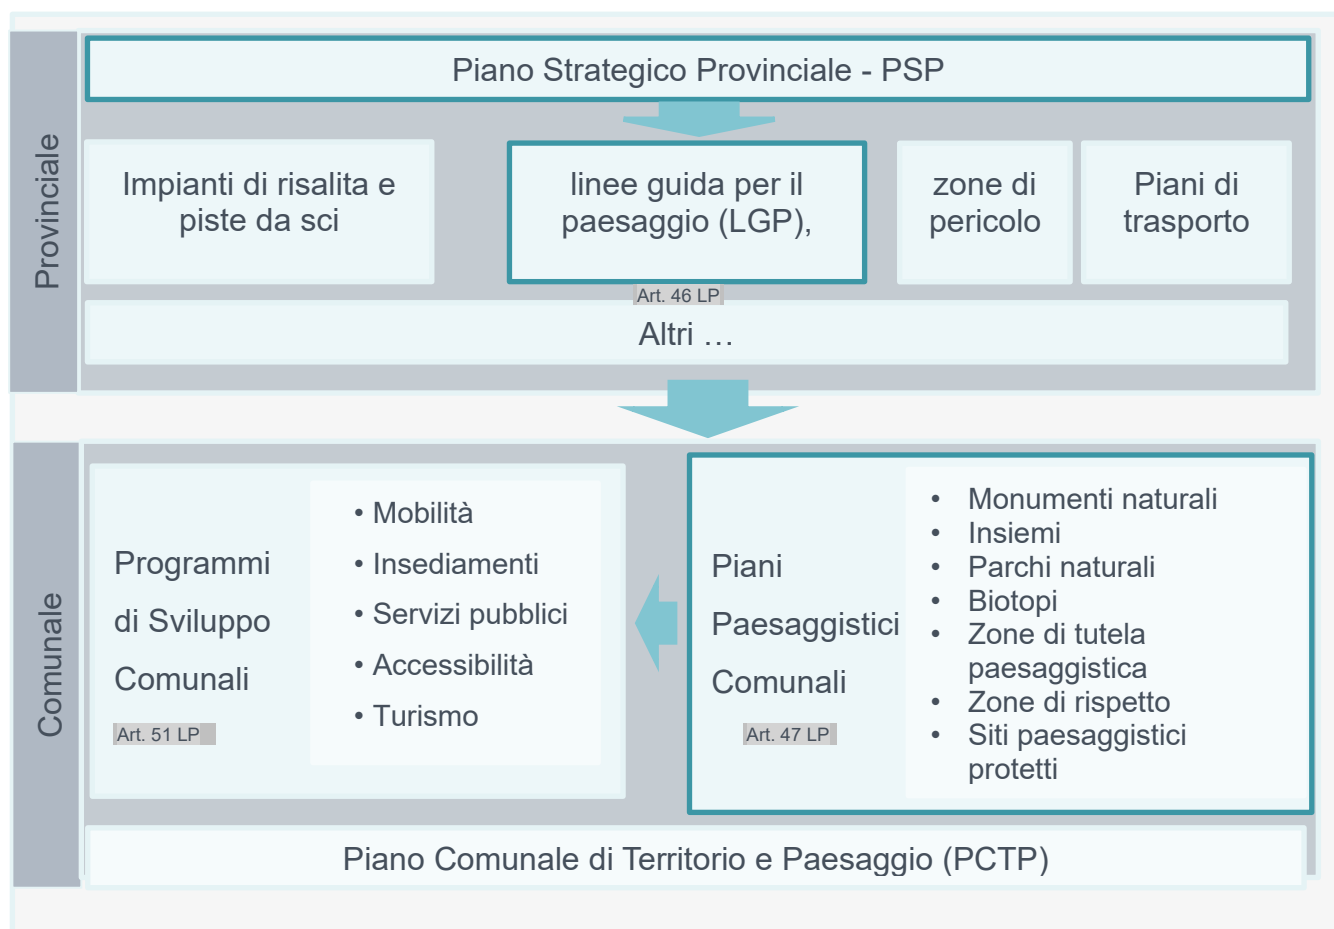 Provinciale
Piano Strategico Provinciale - PSP
Impianti di risalita e
piste da sci
linee guida per il
paesaggio (LGP),
zone di
pericolo
Piani di
trasporto
Art. 46 LP
Altri …
Comunale
Programmi
di Sviluppo
Comunali
Art. 51 LP
• Mobilità
• Insediamenti
• Servizi pubblici
• Accessibilità
• Turismo
Piani
Paesaggistici
Comunali
Art. 47 LP
• Monumenti naturali
• Insiemi
• Parchi naturali
• Biotopi
• Zone di tutela
paesaggistica
• Zone di rispetto
• Siti paesaggistici
protetti
Piano Comunale di Territorio e Paesaggio (PCTP)